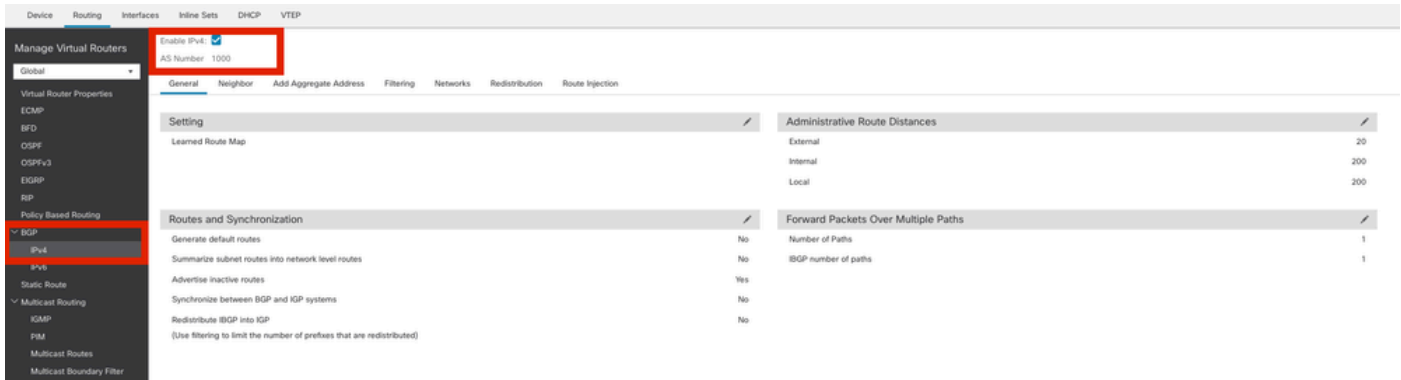 Device Routing Interfaces Inline Sets DHCP VTEP
Manage Virtual Routers
Global
Virtual Router Properties
ECMP
BFD
OSPF
OSPFv3
EIGRP
RIP
Policy Based Routing
BGP
IPv4
IPv6
Static Route
Multicast Routing
IGMP
PIM
Multicast Routes
Multicast Boundary Filter
Enable IPv4:
AS Number 1000
General Neighbor Add Aggregate Address Filtering Networks Redistribution Route Injection
Setting
Learned Route Map
Administrative Route Distances
External 20
Internal 200
Local 200
Routes and Synchronization
Generate default routes No
Summarize subnet routes into network level routes No
Advertise inactive routes Yes
Synchronize between BGP and IGP systems No
Redistribute IBGP into IGP No
(Use filtering to limit the number of prefixes that are redistributed)
Forward Packets Over Multiple Paths
Number of Paths 1
IBGP number of paths 1